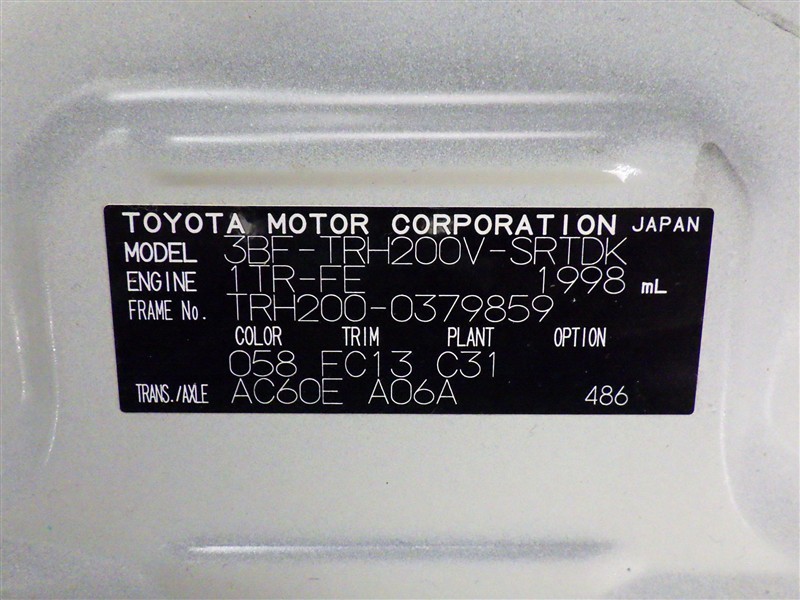 TOYOTA MOTOR CORPORATION JAPAN
MODEL 3BF-TRH200V-SRTDK
ENGINE 1TR-FE 1998 mL
FRAME No. TRH200-0379859
COLOR TRIM PLANT OPTION
058 FC13 C31
TRANS./AXLE AC60E A06A 486